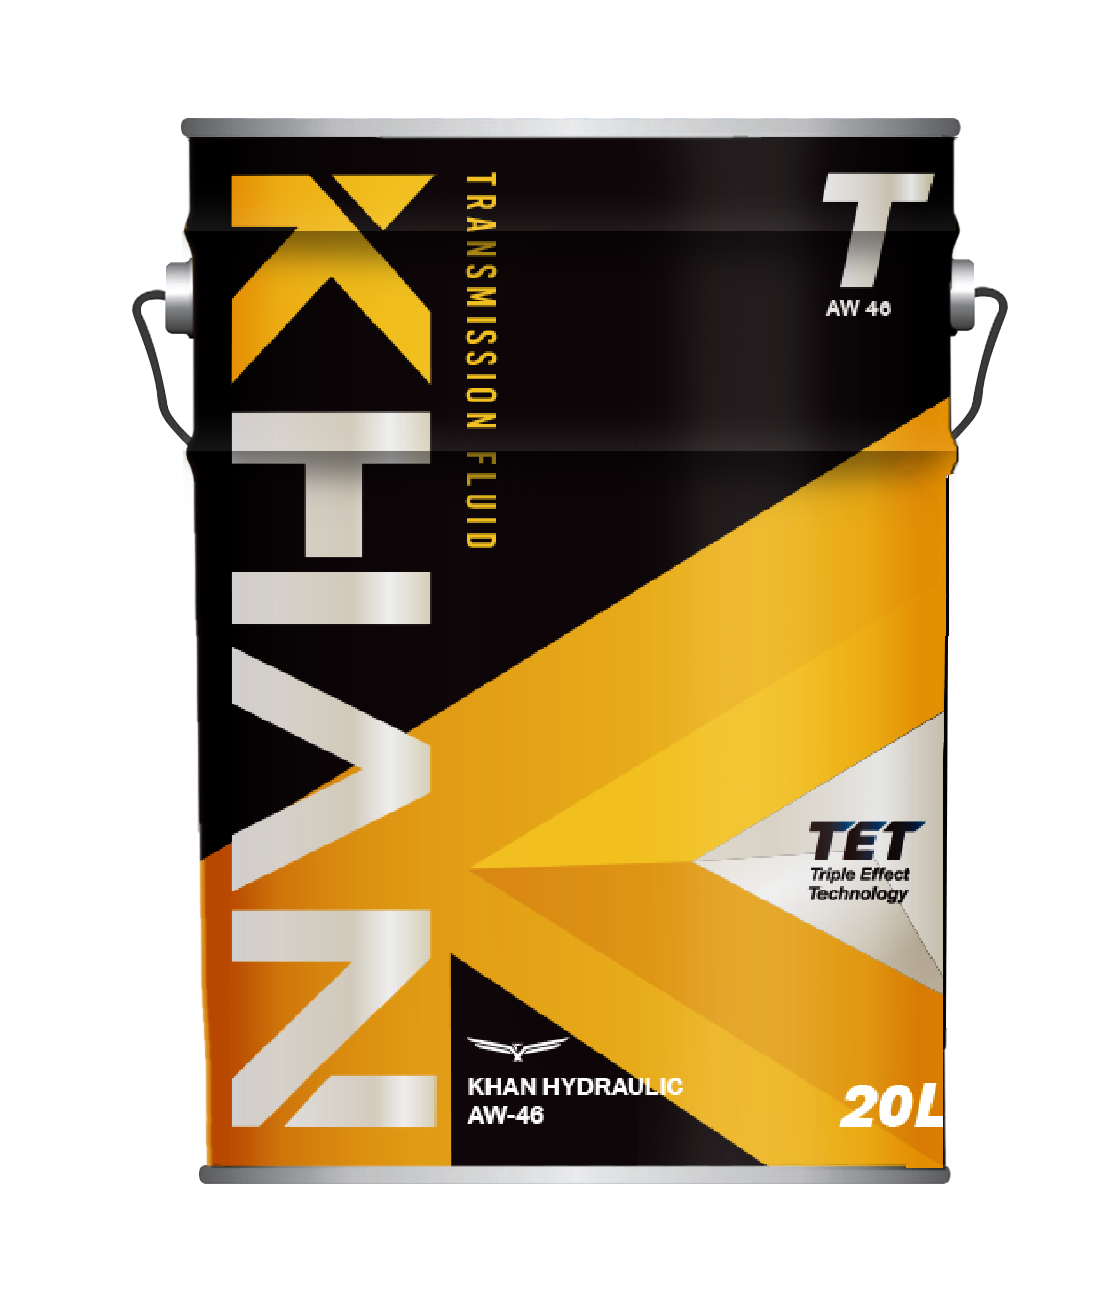 KHAN
TRANSMISSION FLUID
T
AW 46
TET
Triple Effect
Technology
KHAN HYDRAULIC
AW-46
20L